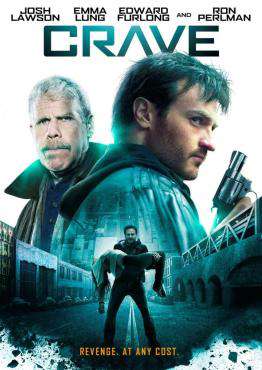 JOSH EMMA EDWARD RON
LAWSON LUNG FURLONG AND PERLMAN
CRAVE
REVENGE. AT ANY COST.